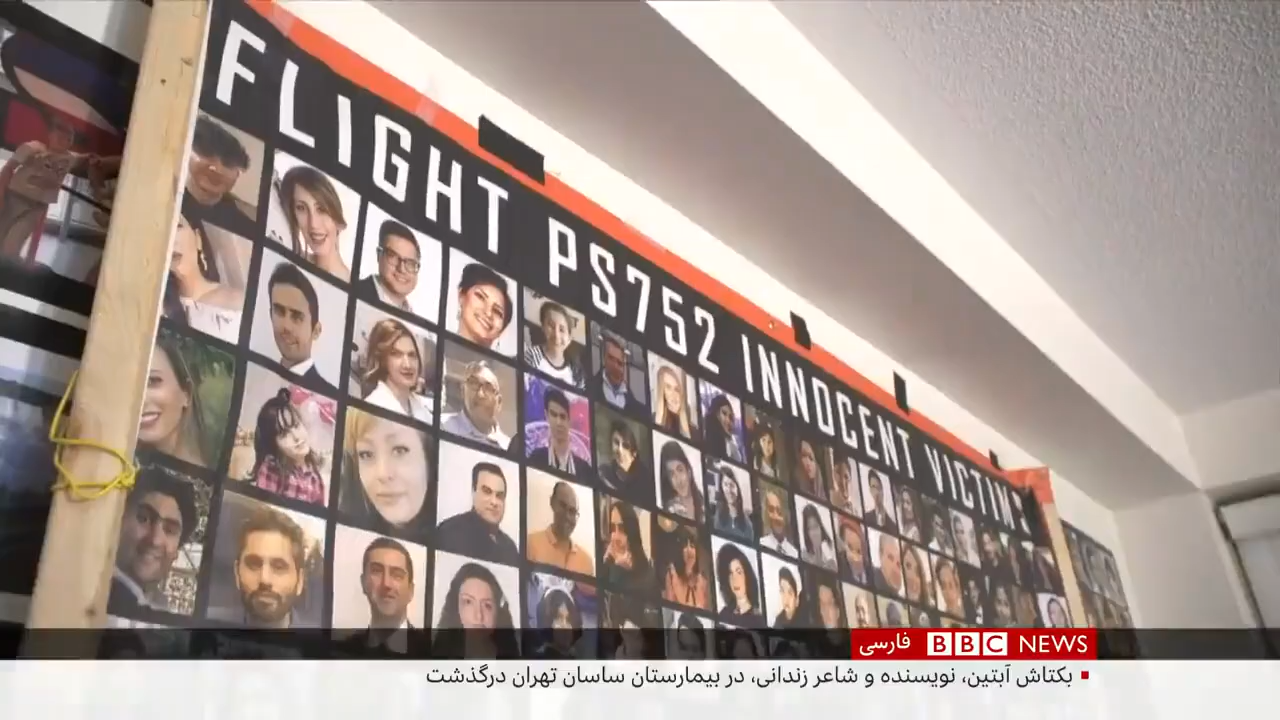 FLIGHT PS752 INNOCENT VICTIMS
BBC NEWS فارسی
بکتاش آبتین، نویسنده و شاعر زندانی، در بیمارستان ساسان تهران درگذشت